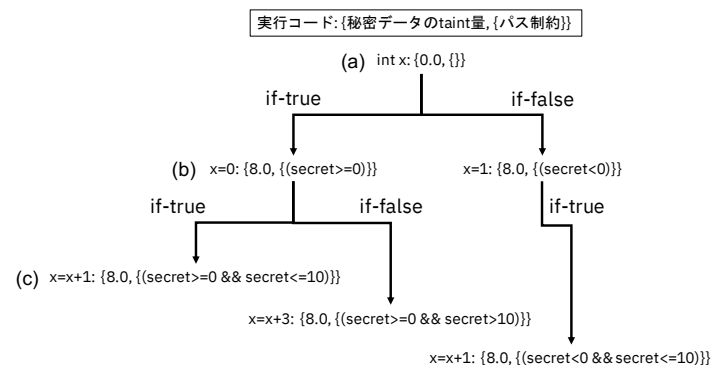 実行コード: {秘密データのtaint量, {パス制約}}
(a) int x: {0.0, {}}
if-true
if-false
(b) x=0: {8.0, {(secret>=0)}}
x=1: {8.0, {(secret<0)}}
if-true
if-false
if-true
(c) x=x+1: {8.0, {(secret>=0 && secret<=10)}}
x=x+3: {8.0, {(secret>=0 && secret>10)}}
x=x+1: {8.0, {(secret<0 && secret<=10)}}